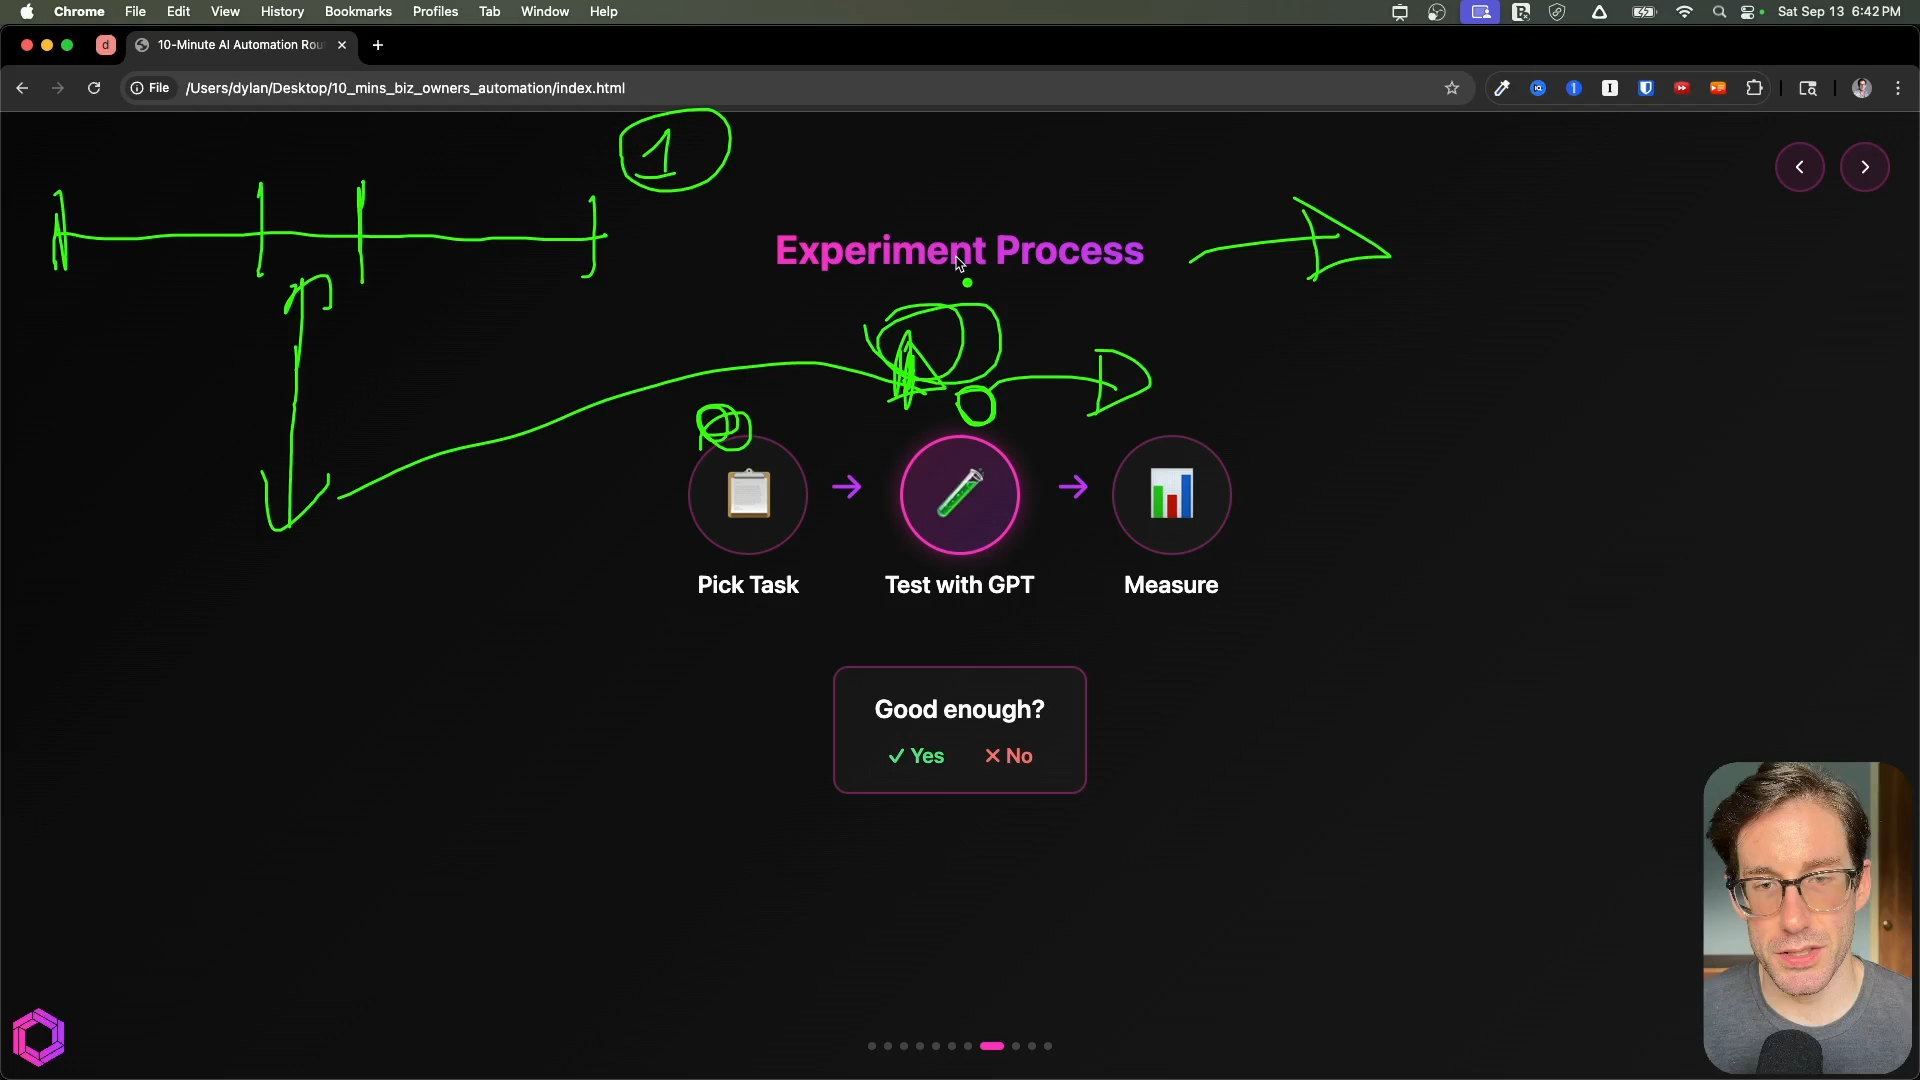 Chrome File Edit View History Bookmarks Profiles Tab Window Help
Sat Sep 13 6:42 PM
d
10-Minute AI Automation Rou
File
/Users/dylan/Desktop/10_mins_biz_owners_automation/index.html
1
Experiment Process
Pick Task
Test with GPT
Measure
Good enough?
✓ Yes
✕ No